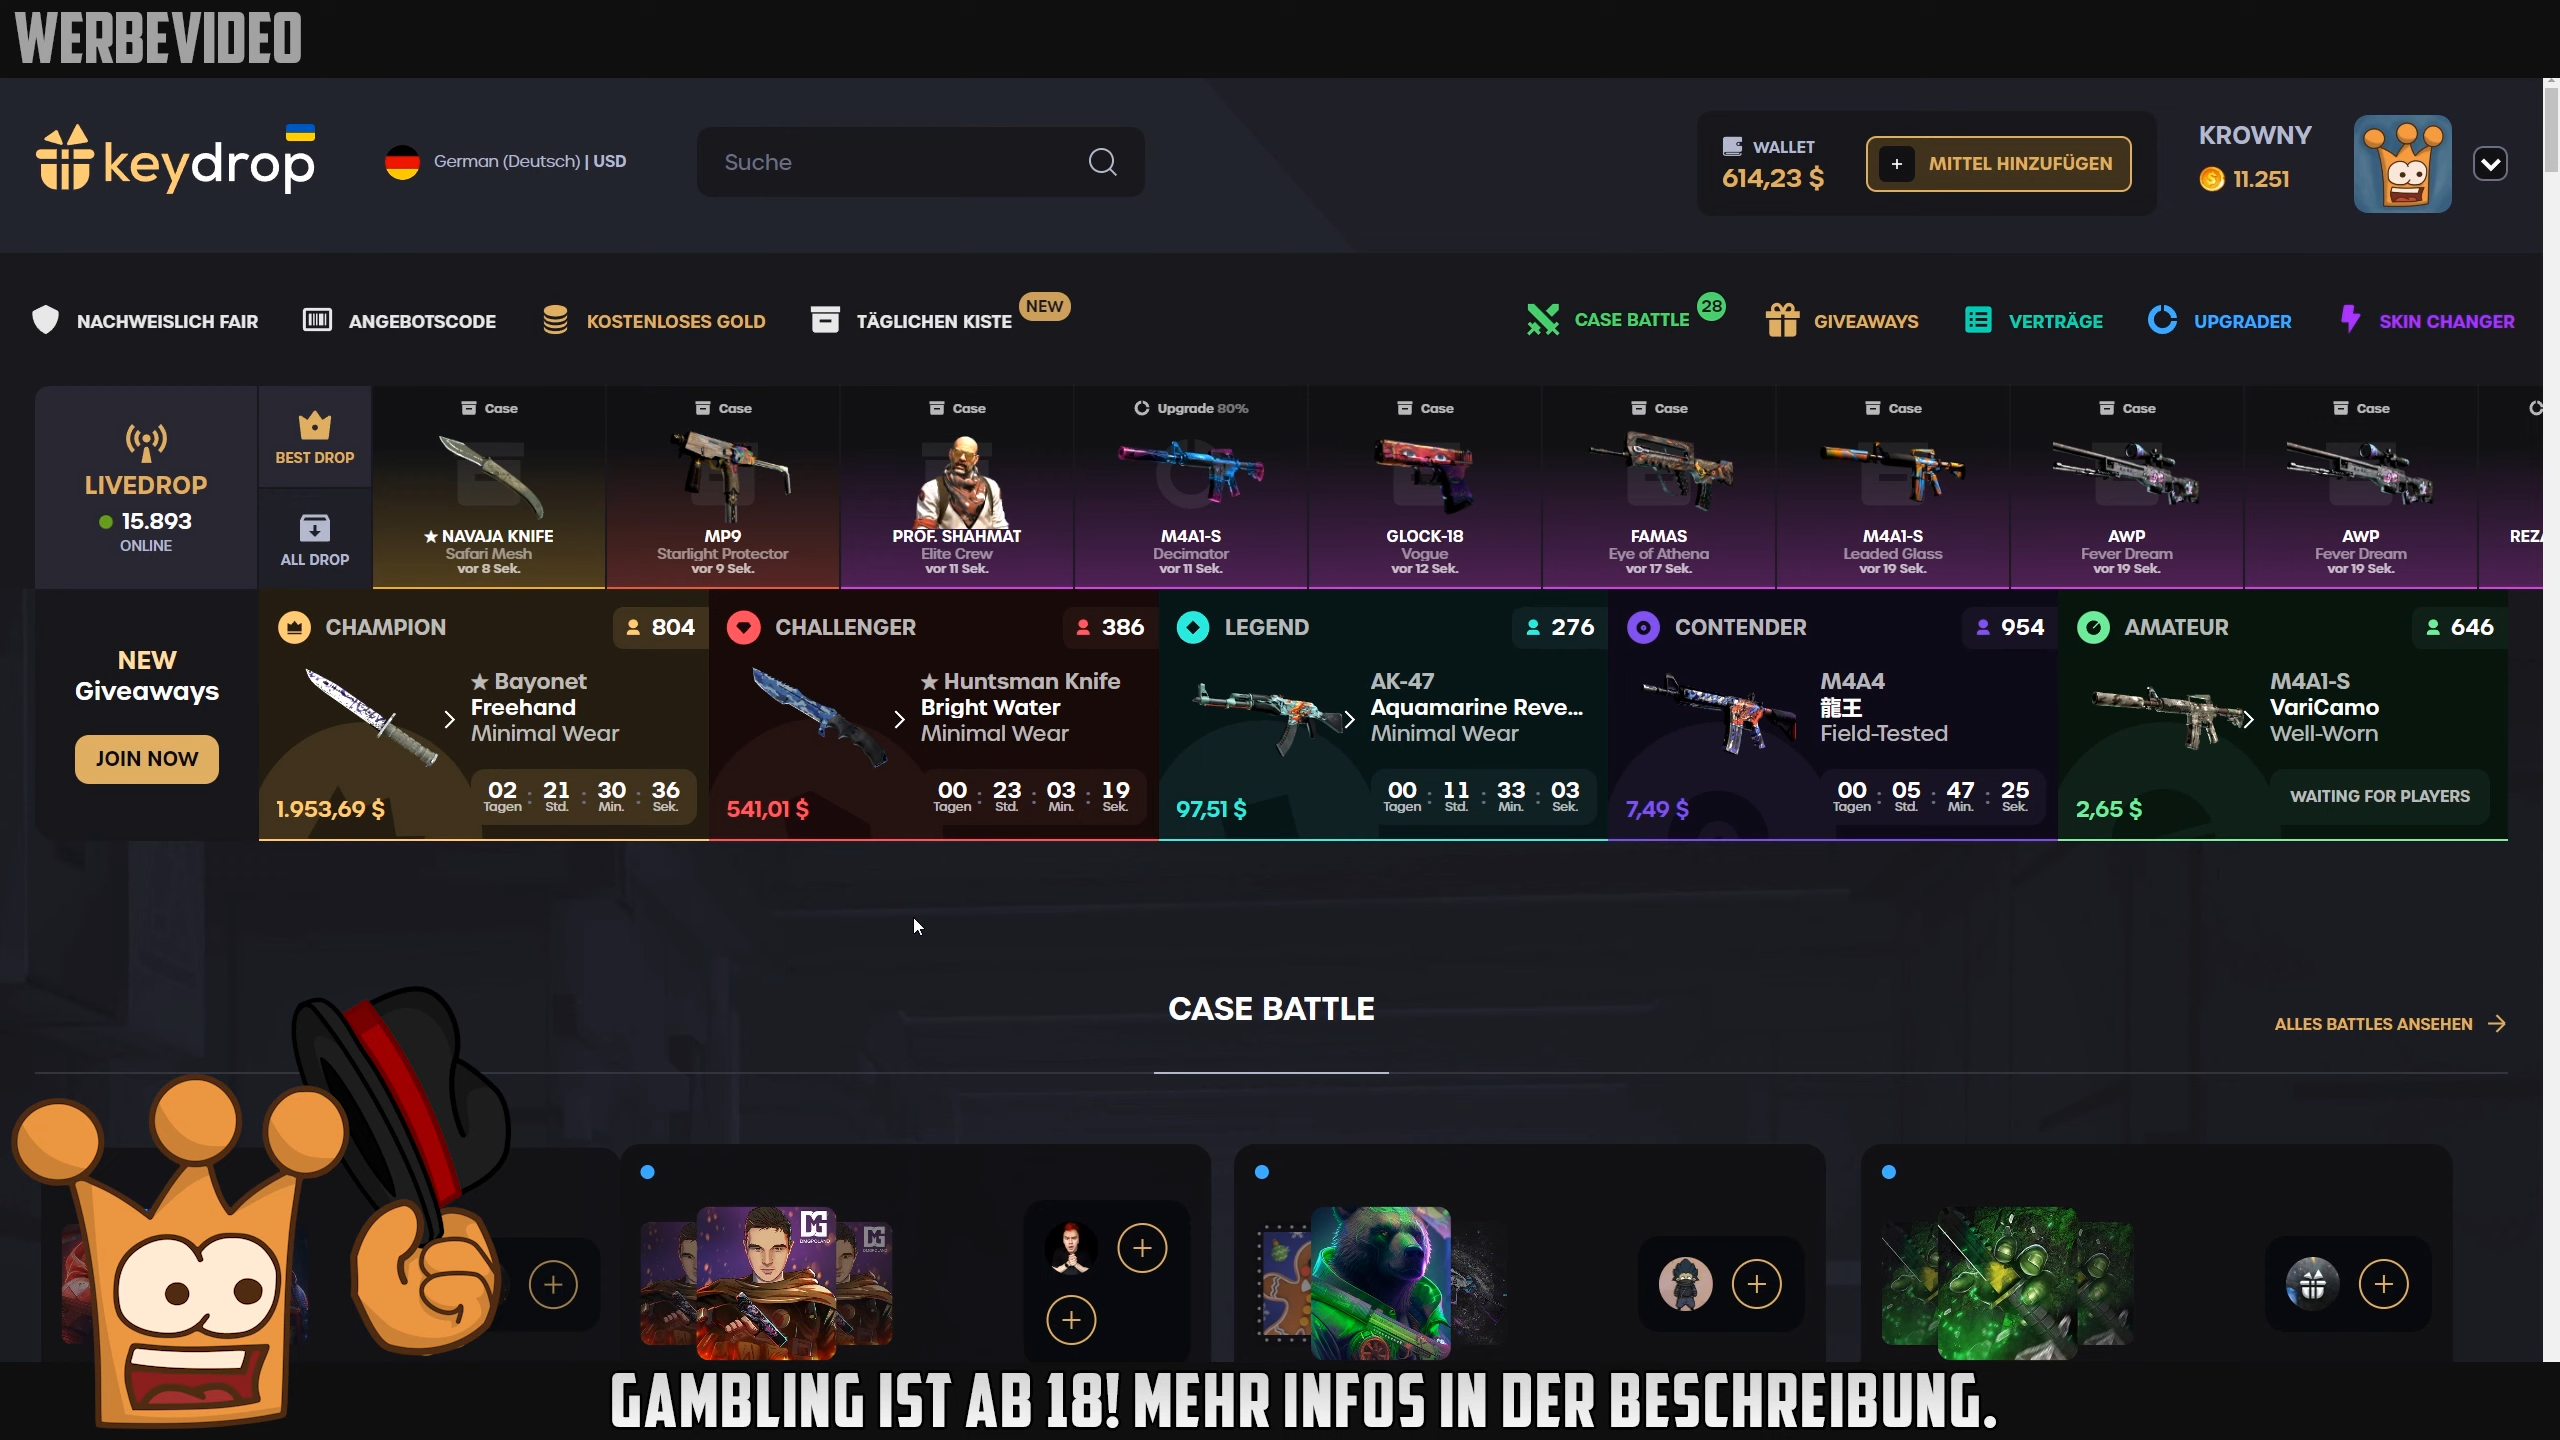 WERBEVIDEO
keydrop
German (Deutsch) | USD
Suche
WALLET
614,23 $
+ MITTEL HINZUFÜGEN
KROWNY
11.251
NACHWEISLICH FAIR
ANGEBOTSCODE
KOSTENLOSES GOLD
TÄGLICHEN KISTE
NEW
CASE BATTLE
28
GIVEAWAYS
VERTRÄGE
UPGRADER
SKIN CHANGER
LIVEDROP
15.893
ONLINE
BEST DROP
ALL DROP
Case
★ NAVAJA KNIFE
Safari Mesh
vor 8 Sek.
Case
MP9
Starlight Protector
vor 9 Sek.
Case
PROF. SHAHMAT
Elite Crew
vor 11 Sek.
Upgrade 80%
M4A1-S
Decimator
vor 11 Sek.
Case
GLOCK-18
Vogue
vor 12 Sek.
Case
FAMAS
Eye of Athena
vor 17 Sek.
Case
M4A1-S
Leaded Glass
vor 19 Sek.
Case
AWP
Fever Dream
vor 19 Sek.
Case
AWP
Fever Dream
vor 19 Sek.
NEW
Giveaways
JOIN NOW
CHAMPION
804
★ Bayonet
Freehand
Minimal Wear
1.953,69 $
02 : 21 : 30 : 36
Tagen Std. Min. Sek.
CHALLENGER
386
★ Huntsman Knife
Bright Water
Minimal Wear
541,01 $
00 : 23 : 03 : 19
Tagen Std. Min. Sek.
LEGEND
276
AK-47
Aquamarine Reve...
Minimal Wear
97,51 $
00 : 11 : 33 : 03
Tagen Std. Min. Sek.
CONTENDER
954
M4A4
龍王
Field-Tested
7,49 $
00 : 05 : 47 : 25
Tagen Std. Min. Sek.
AMATEUR
646
M4A1-S
VariCamo
Well-Worn
2,65 $
WAITING FOR PLAYERS
CASE BATTLE
ALLES BATTLES ANSEHEN
GAMBLING IST AB 18! MEHR INFOS IN DER BESCHREIBUNG.